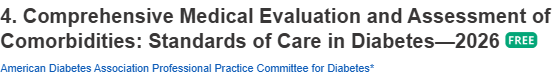 4. Comprehensive Medical Evaluation and Assessment of
Comorbidities: Standards of Care in Diabetes—2026 FREE
American Diabetes Association Professional Practice Committee for Diabetes*